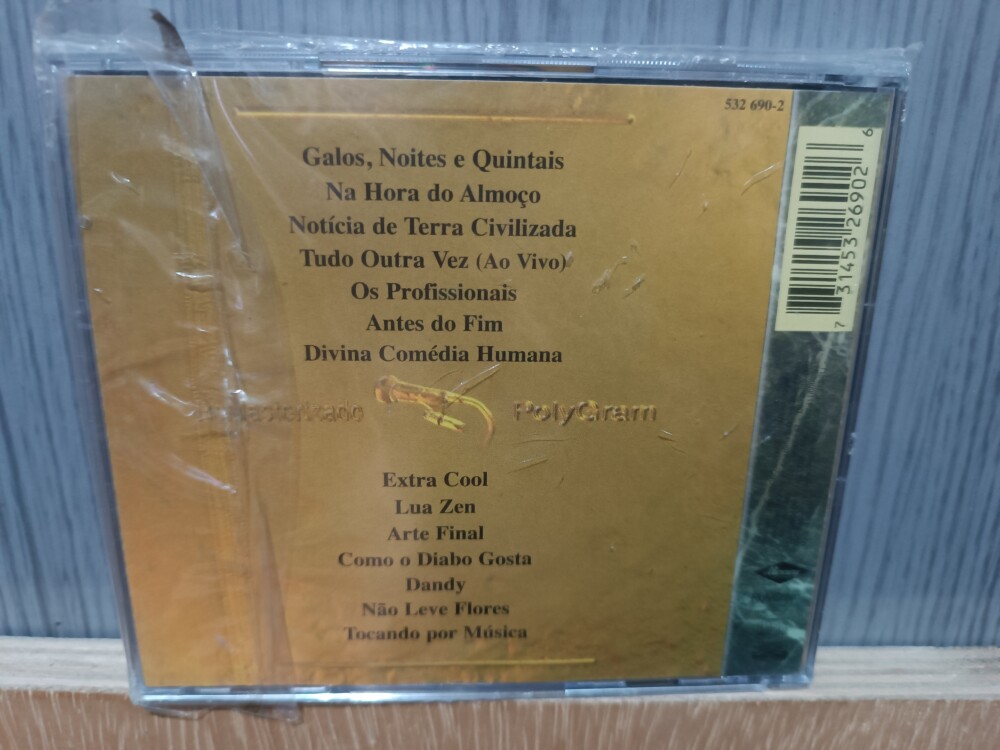 532 690-2
Galos, Noites e Quintais
Na Hora do Almoço
Notícia de Terra Civilizada
Tudo Outra Vez (Ao Vivo)
Os Profissionais
Antes do Fim
Divina Comédia Humana
Remasterizado PolyGram
Extra Cool
Lua Zen
Arte Final
Como o Diabo Gosta
Dandy
Não Leve Flores
Tocando por Música
7 31453 26902 6